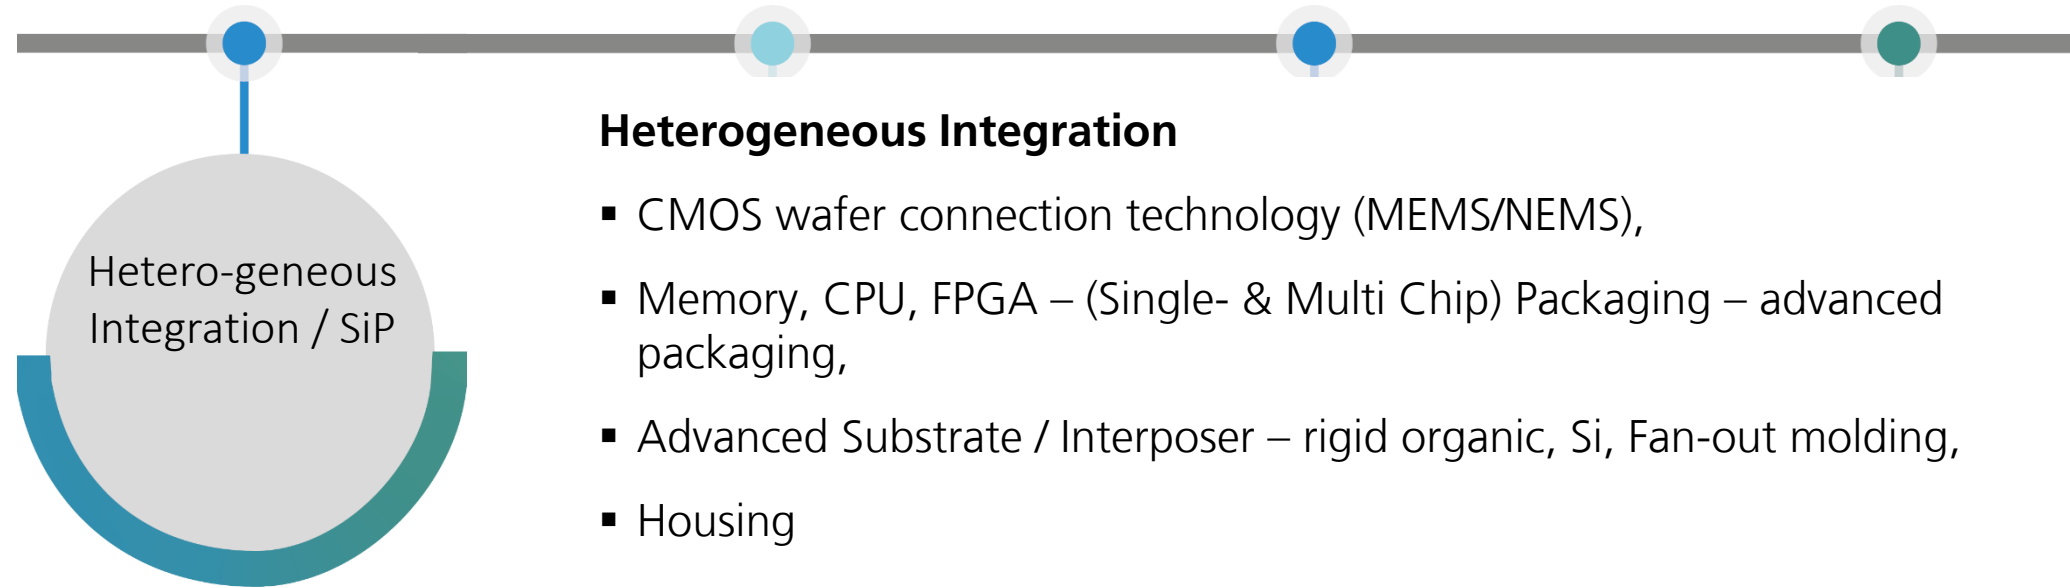 Hetero-geneous
Integration / SiP
Heterogeneous Integration
▪ CMOS wafer connection technology (MEMS/NEMS),
▪ Memory, CPU, FPGA – (Single- & Multi Chip) Packaging – advanced
packaging,
▪ Advanced Substrate / Interposer – rigid organic, Si, Fan-out molding,
▪ Housing